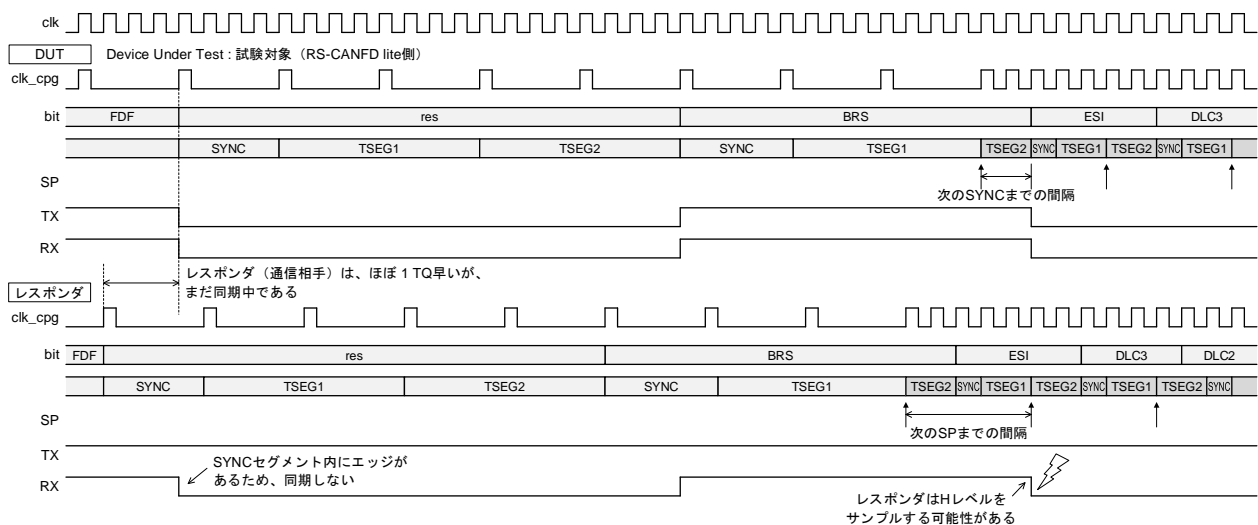 clk
DUT Device Under Test : 試験対象（RS-CANFD lite側）
clk_cpg
bit FDF res BRS ESI DLC3
SYNC TSEG1 TSEG2 SYNC TSEG1 TSEG2 SYNC TSEG1 TSEG2 SYNC TSEG1
SP
次のSYNCまでの間隔
TX
RX
レスポンダ（通信相手）は、ほぼ 1 TQ早いが、
まだ同期中である
レスポンダ
clk_cpg
bit FDF res BRS ESI DLC3 DLC2
SYNC TSEG1 TSEG2 SYNC TSEG1 TSEG2 SYNC TSEG1 TSEG2 SYNC TSEG1 TSEG2 SYNC
SP
次のSPまでの間隔
TX
SYNCセグメント内にエッジが
あるため、同期しない
RX
レスポンダはHレベルを
サンプルする可能性がある